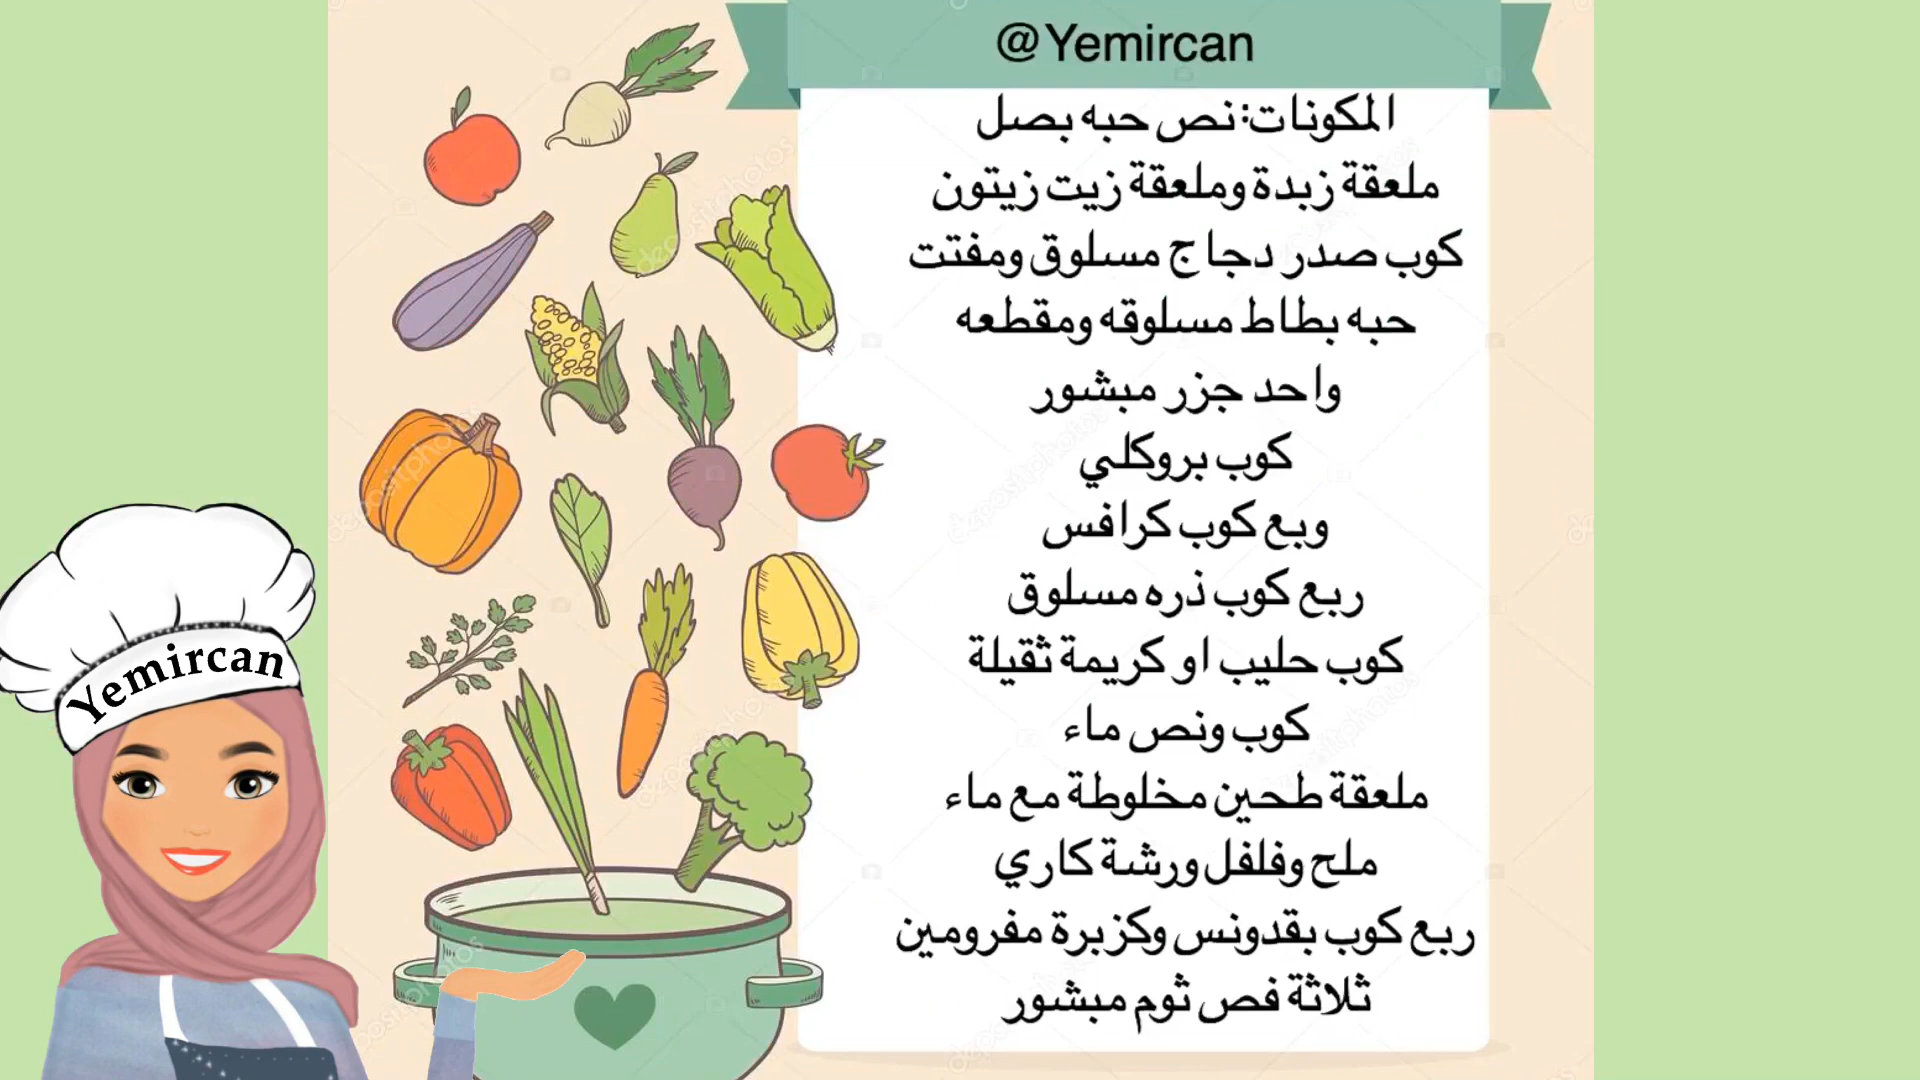 @Yemircan
المكونات:نص حبه بصل
ملعقة زبدة وملعقة زيت زيتون
كوب صدر دجاج مسلوق ومفتت
حبه بطاط مسلوقه ومقطعه
واحد جزر مبشور
كوب بروكلي
وبع كوب كرافس
ربع كوب ذره مسلوق
كوب حليب او كريمة ثقيلة
كوب ونص ماء
ملعقة طحين مخلوطة مع ماء
ملح وفلفل ورشة كاري
ربع كوب بقدونس وكزبرة مفرومين
ثلاثة فص ثوم مبشور
Yemircan